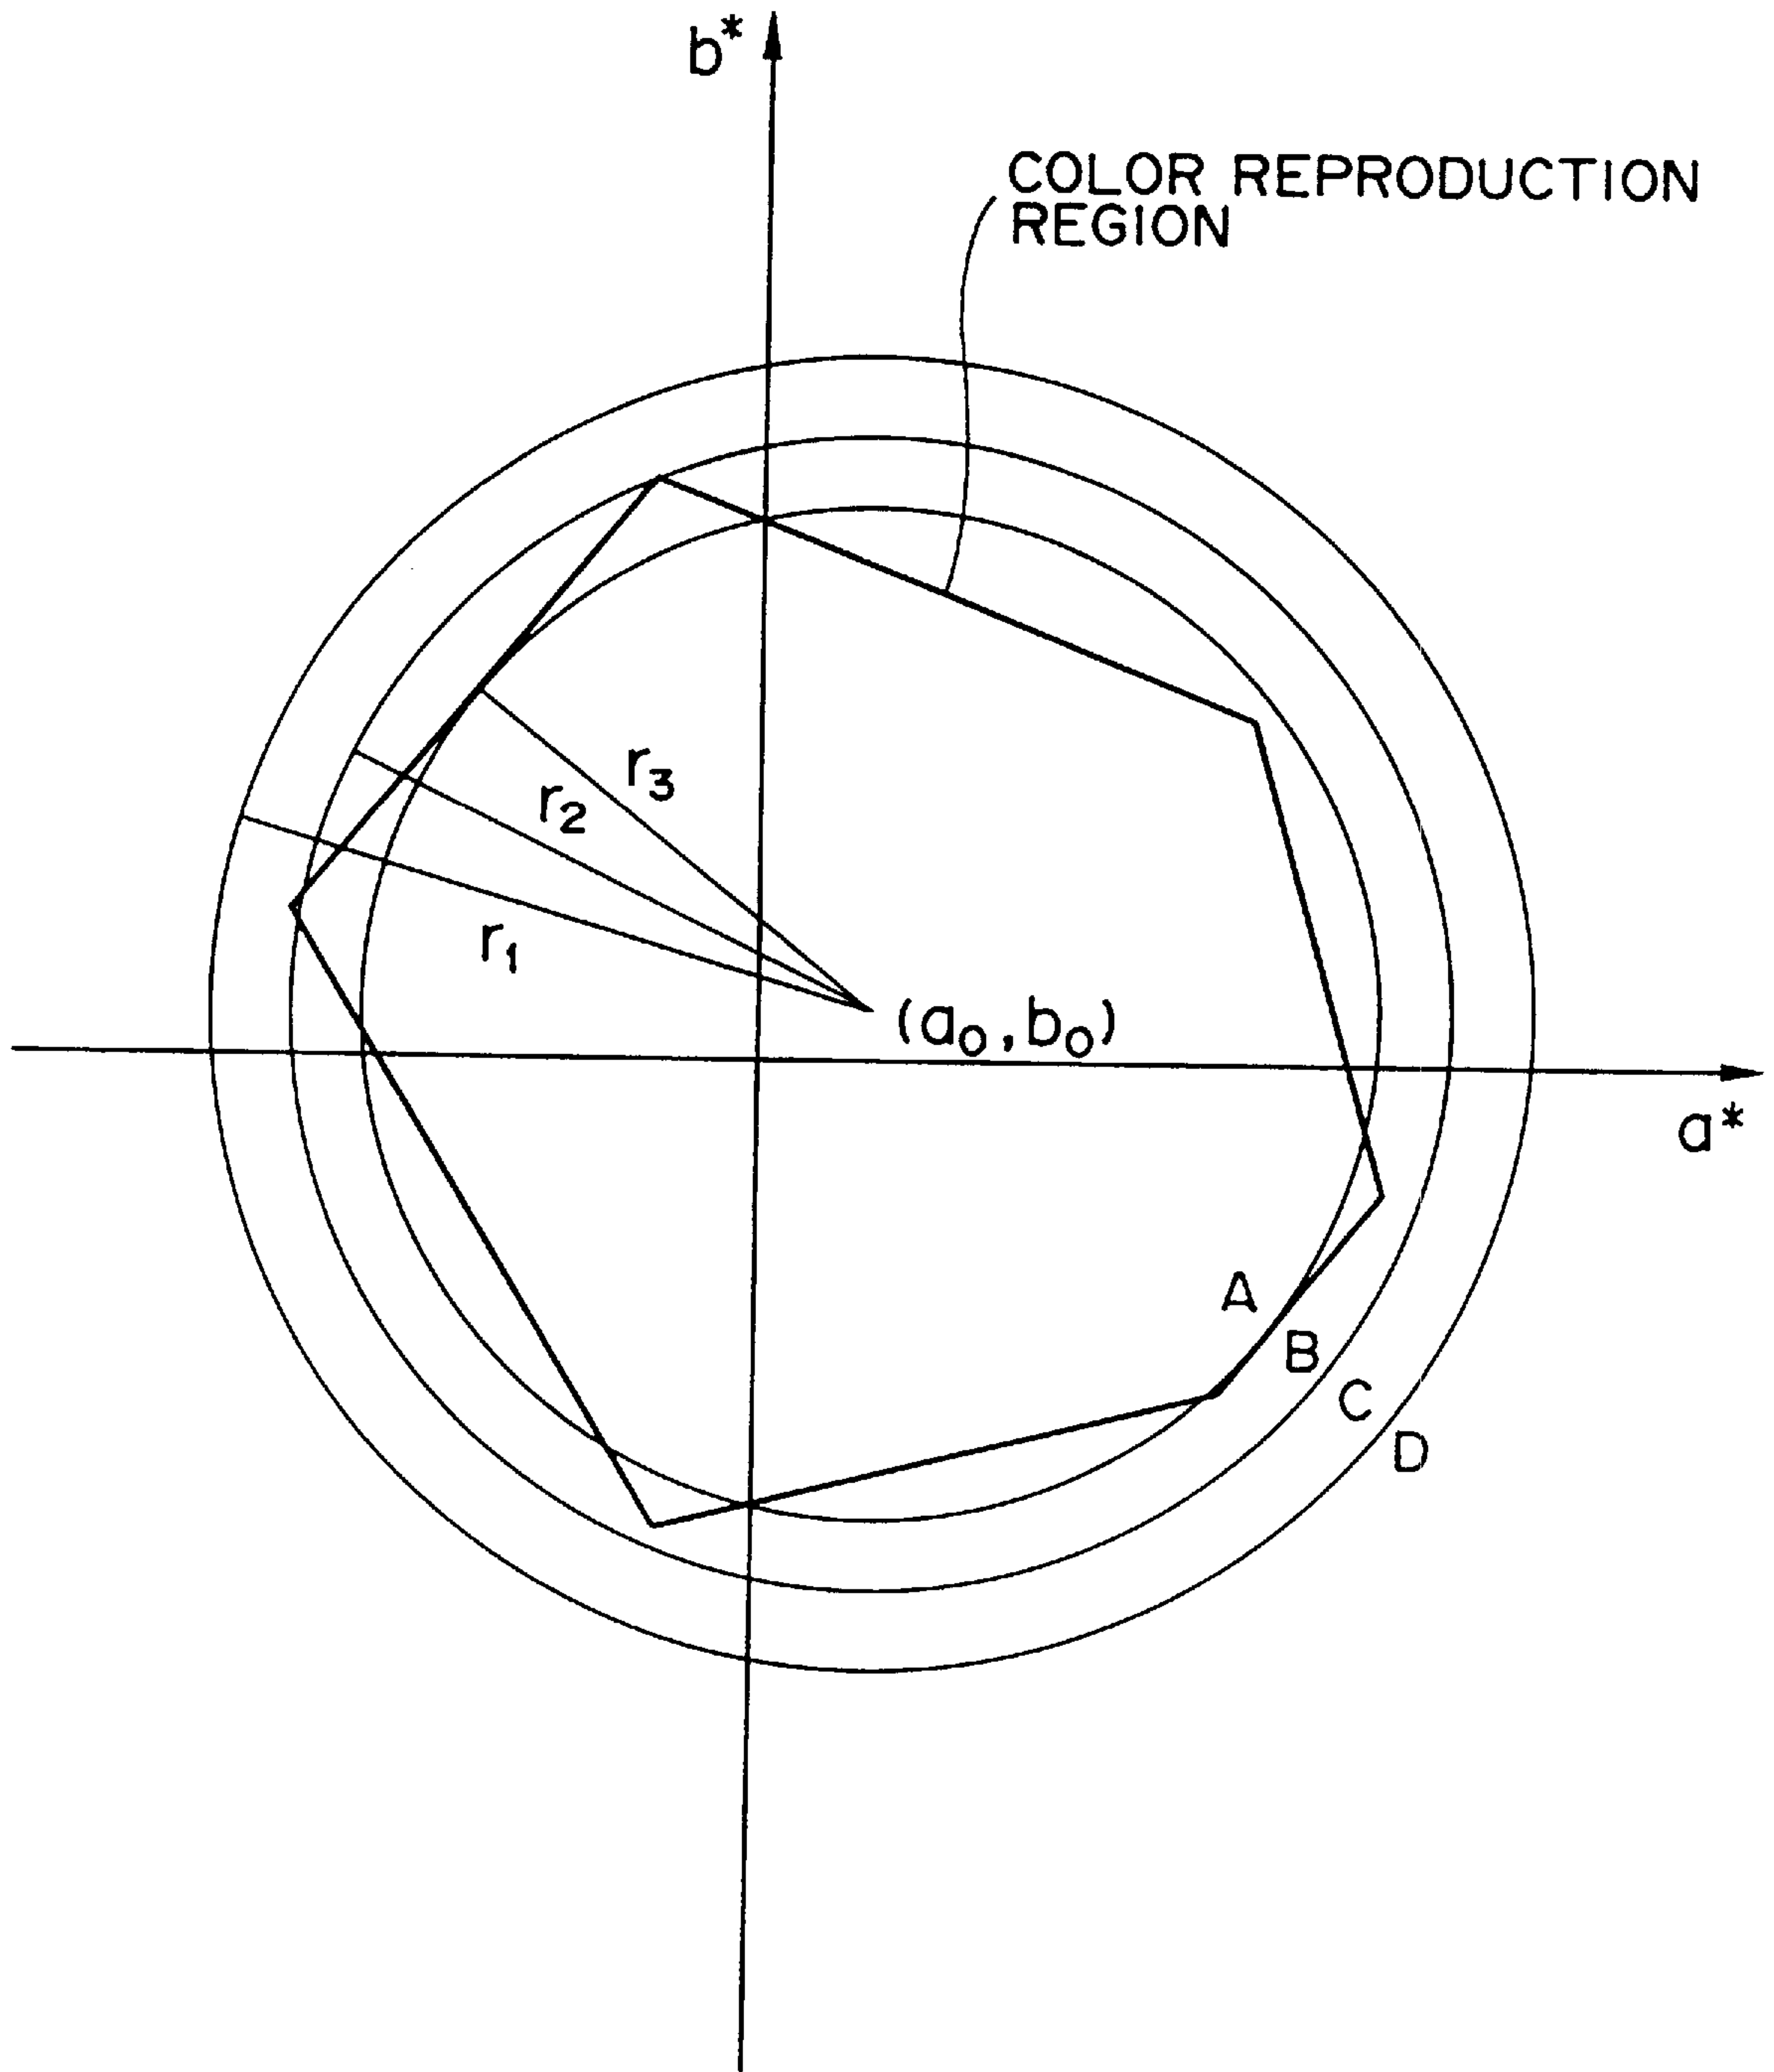 b*
COLOR REPRODUCTION
REGION
r3
r2
r1
(a0, b0)
a*
A
B
C
D